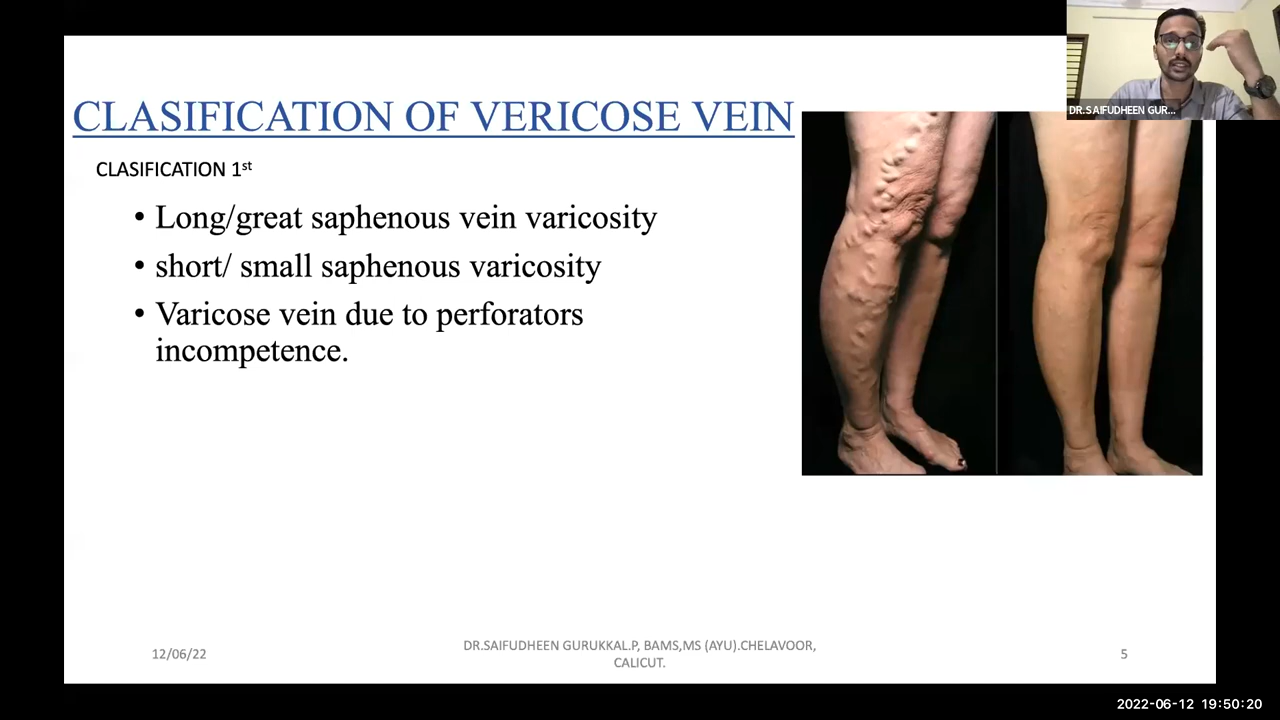 CLASIFICATION OF VERICOSE VEIN
CLASIFICATION 1st
• Long/great saphenous vein varicosity
• short/ small saphenous varicosity
• Varicose vein due to perforators
incompetence.
DR.SAIFUDHEEN GUR...
12/06/22
DR.SAIFUDHEEN GURUKKAL.P, BAMS,MS (AYU).CHELAVOOR,
CALICUT.
5
2022-06-12 19:50:20